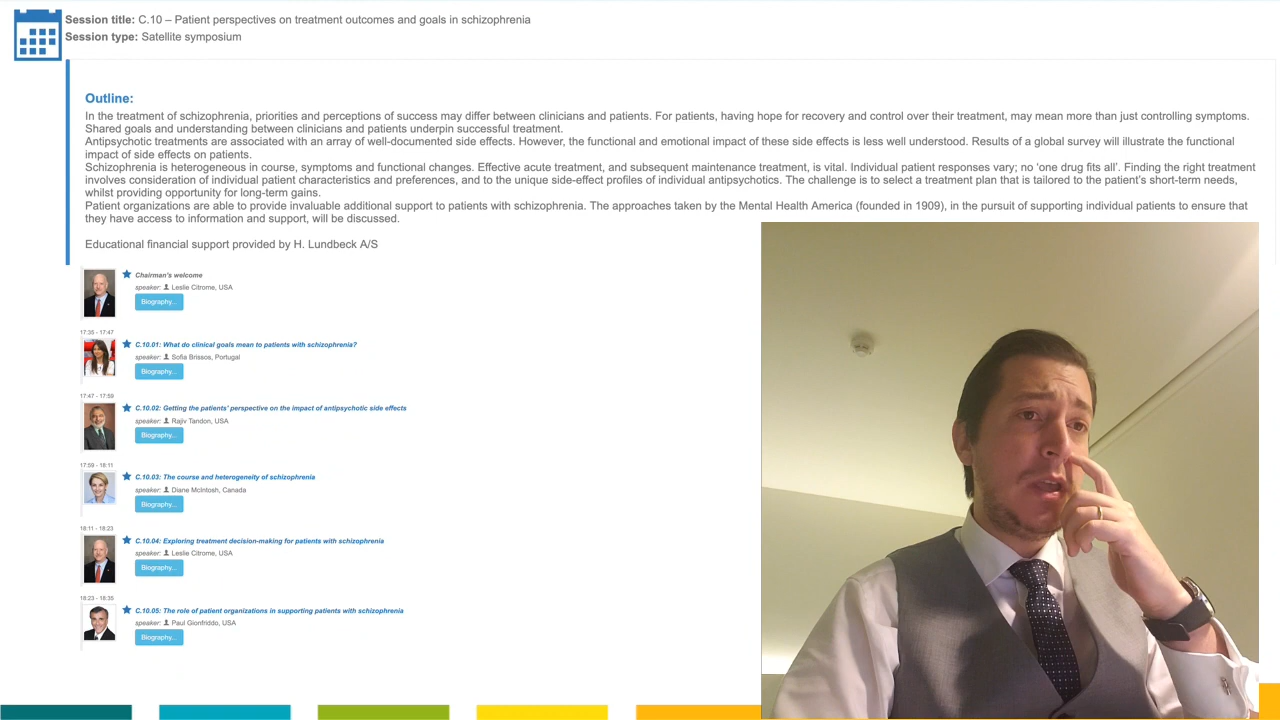 Session title: C.10 – Patient perspectives on treatment outcomes and goals in schizophrenia
Session type: Satellite symposium
Outline:
In the treatment of schizophrenia, priorities and perceptions of success may differ between clinicians and patients. For patients, having hope for recovery and control over their treatment, may mean more than just controlling symptoms.
Shared goals and understanding between clinicians and patients underpin successful treatment.
Antipsychotic treatments are associated with an array of well-documented side effects. However, the functional and emotional impact of these side effects is less well understood. Results of a global survey will illustrate the functional
impact of side effects on patients.
Schizophrenia is heterogeneous in course, symptoms and functional changes. Effective acute treatment, and subsequent maintenance treatment, is vital. Individual patient responses vary; no ‘one drug fits all’. Finding the right treatment
involves consideration of individual patient characteristics and preferences, and to the unique side-effect profiles of individual antipsychotics. The challenge is to select a treatment plan that is tailored to the patient’s short-term needs,
whilst providing opportunity for long-term gains.
Patient organizations are able to provide invaluable additional support to patients with schizophrenia. The approaches taken by the Mental Health America (founded in 1909), in the pursuit of supporting individual patients to ensure that
they have access to information and support, will be discussed.
Educational financial support provided by H. Lundbeck A/S
Chairman's welcome
speaker: Leslie Citrome, USA
Biography...
17:35 - 17:47
C.10.01: What do clinical goals mean to patients with schizophrenia?
speaker: Sofia Brissos, Portugal
Biography...
17:47 - 17:59
C.10.02: Getting the patients' perspective on the impact of antipsychotic side effects
speaker: Rajiv Tandon, USA
Biography...
17:59 - 18:11
C.10.03: The course and heterogeneity of schizophrenia
speaker: Diane McIntosh, Canada
Biography...
18:11 - 18:23
C.10.04: Exploring treatment decision-making for patients with schizophrenia
speaker: Leslie Citrome, USA
Biography...
18:23 - 18:35
C.10.05: The role of patient organizations in supporting patients with schizophrenia
speaker: Paul Gionfriddo, USA
Biography...